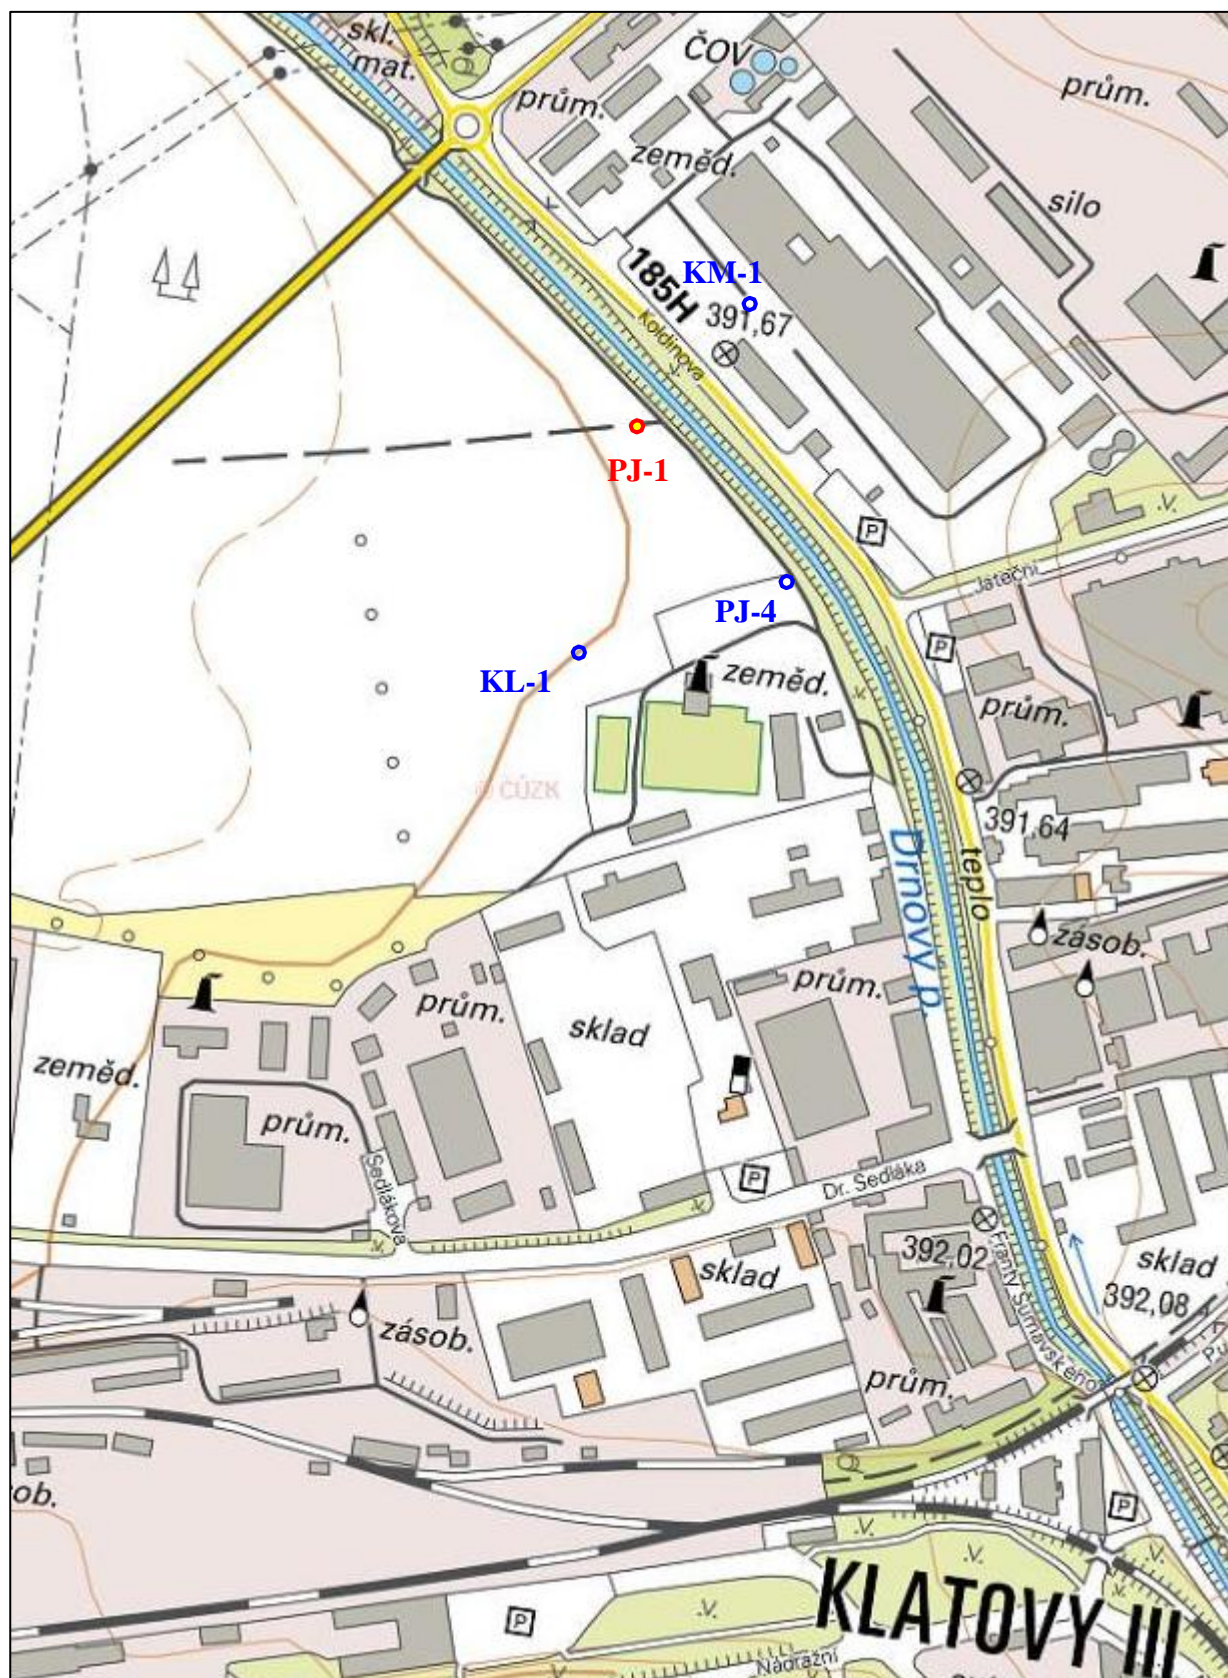 skl.
mat.
ČOV
prům.
prům.
zeměd.
silo
185H
KM-1
391,67
Koldinova
PJ-1
P
Jateční
PJ-4
P
KL-1
zeměd.
prům.
© ČÚZK
391,64
Drnový p.
teplo
zásob.
prům.
prům.
sklad
zeměd.
prům.
Sedlákova
P
Dr. Sedláka
392,02
Franty Šumavského
sklad
sklad
392,08
zásob.
prům.
ob.
P
P
KLATOVY III
Nádražní